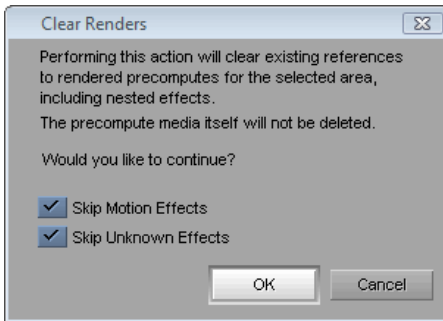 Clear Renders
Performing this action will clear existing references
to rendered precomputes for the selected area,
including nested effects.
The precompute media itself will not be deleted.
Would you like to continue?
Skip Motion Effects
Skip Unknown Effects
OK
Cancel